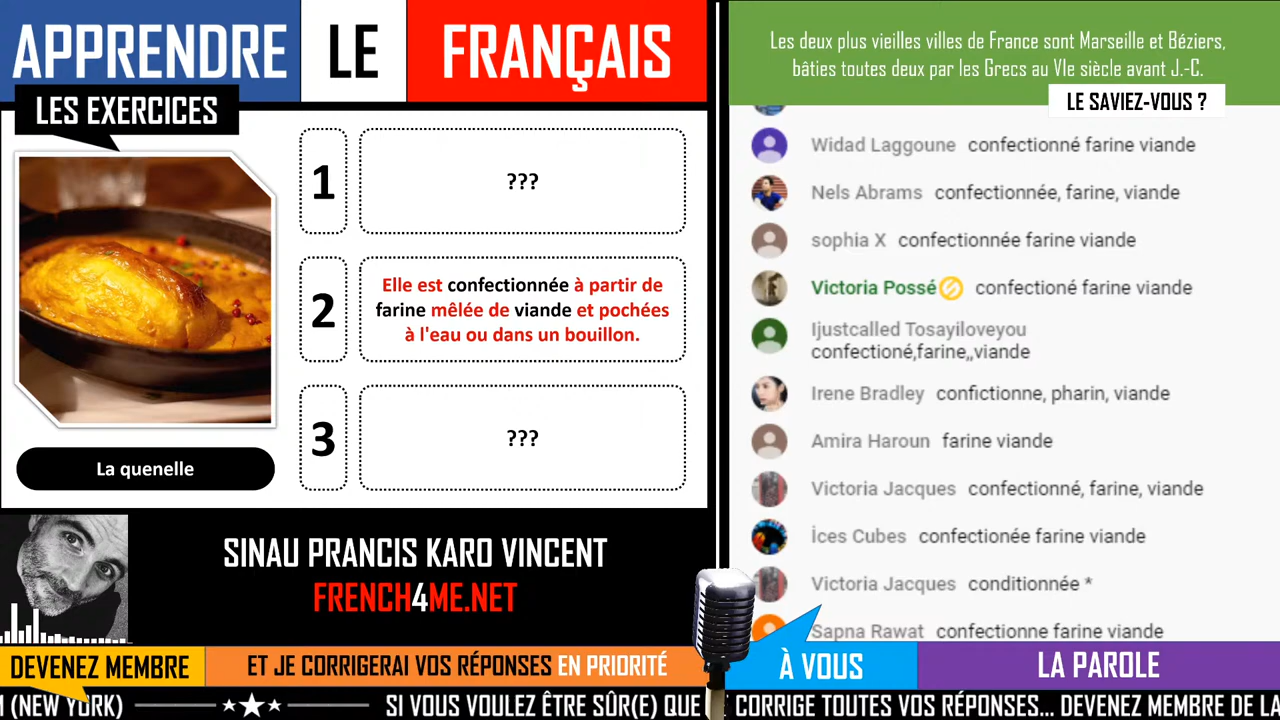 APPRENDRE LE FRANÇAIS
LES EXERCICES
1
???
2
Elle est confectionnée à partir de
farine mêlée de viande et pochées
à l'eau ou dans un bouillon.
3
???
La quenelle
SINAU PRANCIS KARO VINCENT
FRENCH4ME.NET
DEVENEZ MEMBRE
ET JE CORRIGERAI VOS RÉPONSES EN PRIORITÉ
Les deux plus vieilles villes de France sont Marseille et Béziers,
bâties toutes deux par les Grecs au VIe siècle avant J.-C.
LE SAVIEZ-VOUS ?
Widad Laggoune confectionné farine viande
Nels Abrams confectionnée, farine, viande
sophia X confectionnée farine viande
Victoria Possé confectioné farine viande
Ijustcalled Tosayiloveyou
confectioné,farine,,viande
Irene Bradley confictionne, pharin, viande
Amira Haroun farine viande
Victoria Jacques confectionné, farine, viande
İces Cubes confectionée farine viande
Victoria Jacques conditionnée *
Sapna Rawat confectionne farine viande
À VOUS
LA PAROLE
(NEW YORK) SI VOUS VOULEZ ÊTRE SÛR(E) QUE CORRIGE TOUTES VOS RÉPONSES... DEVENEZ MEMBRE DE LA